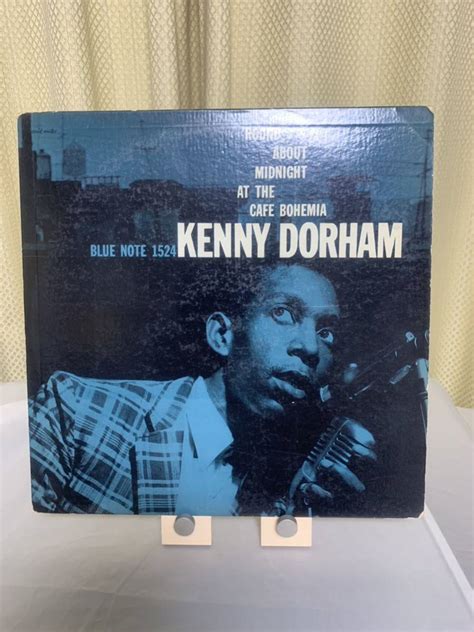 ROUND
ABOUT
MIDNIGHT
AT THE
CAFE BOHEMIA
BLUE NOTE 1524 KENNY DORHAM